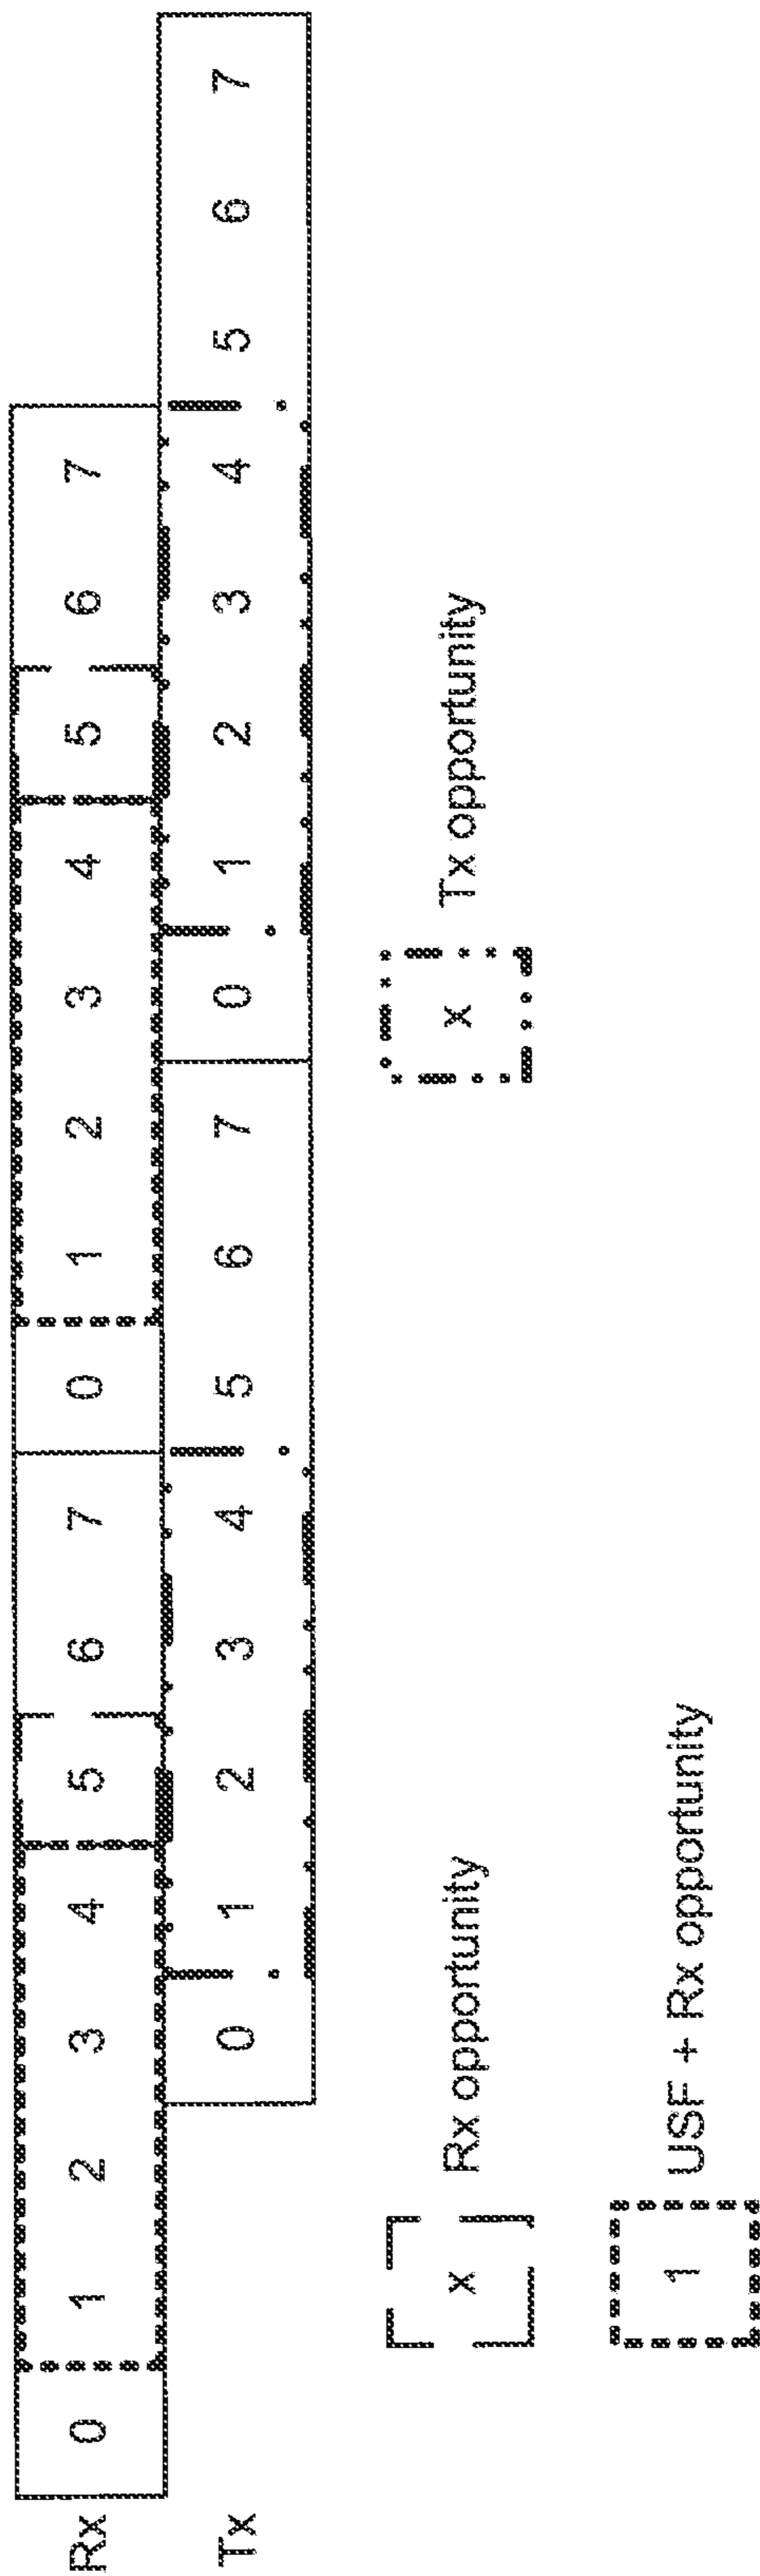 Rx 0 1 2 3 4 5 6 7 0 1 2 3 4 5 6 7
Tx 0 1 2 3 4 5 6 7 0 1 2 3 4 5 6 7
x Rx opportunity
x Tx opportunity
1 USF + Rx opportunity